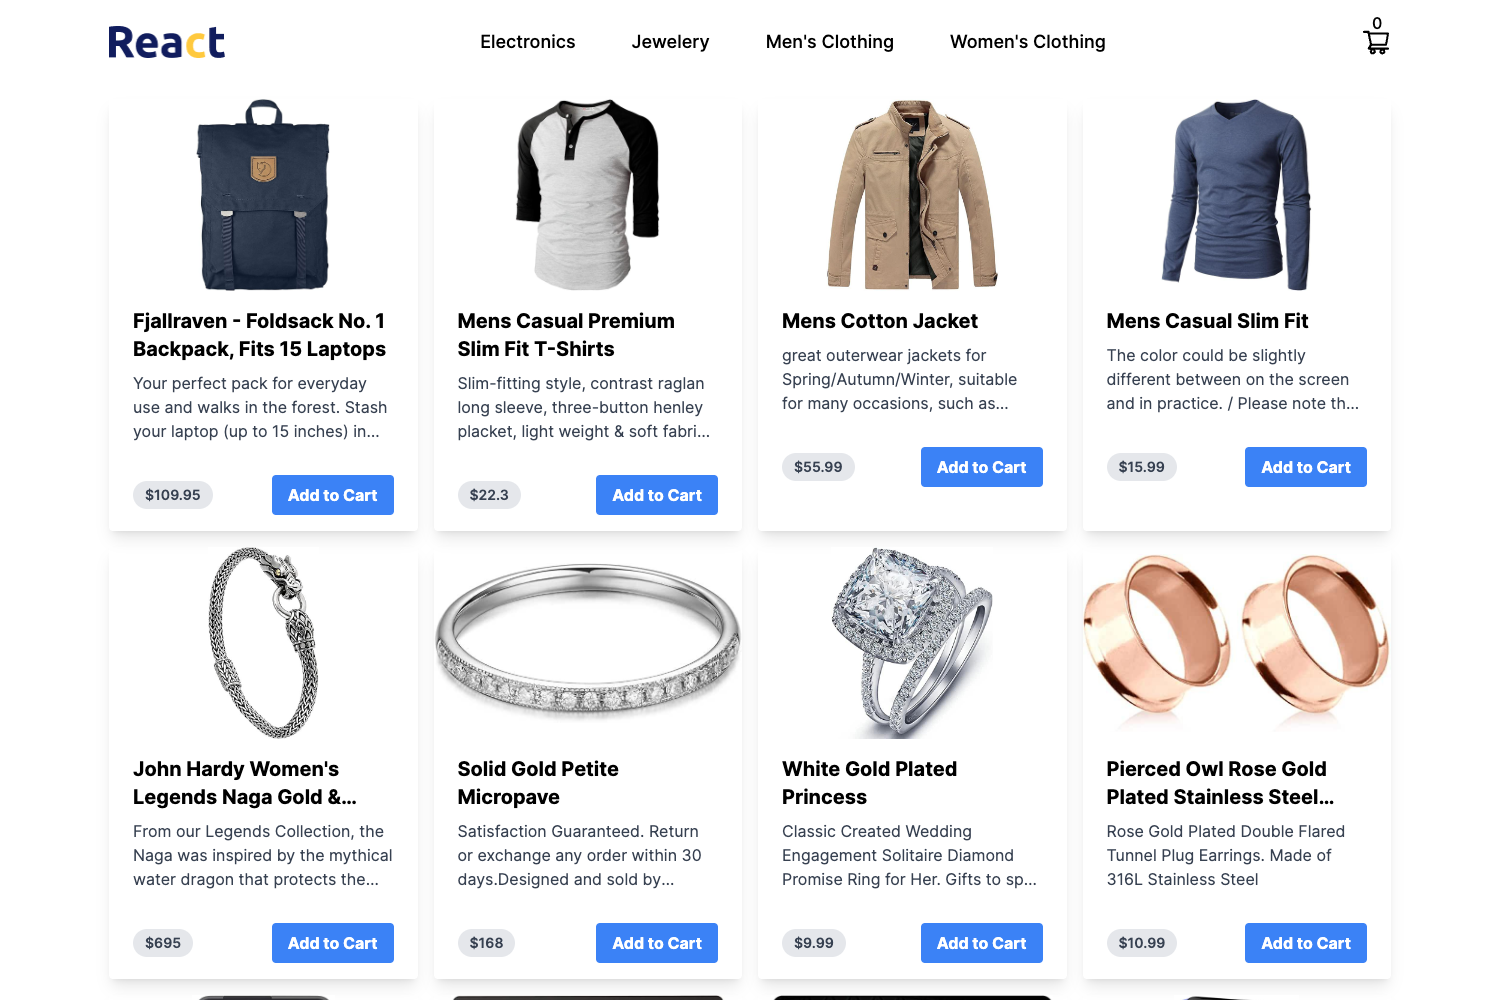 React
Electronics
Jewelery
Men's Clothing
Women's Clothing
0
Fjallraven - Foldsack No. 1
Backpack, Fits 15 Laptops
Your perfect pack for everyday
use and walks in the forest. Stash
your laptop (up to 15 inches) in...
$109.95
Add to Cart
Mens Casual Premium
Slim Fit T-Shirts
Slim-fitting style, contrast raglan
long sleeve, three-button henley
placket, light weight & soft fabri...
$22.3
Add to Cart
Mens Cotton Jacket
great outerwear jackets for
Spring/Autumn/Winter, suitable
for many occasions, such as...
$55.99
Add to Cart
Mens Casual Slim Fit
The color could be slightly
different between on the screen
and in practice. / Please note th...
$15.99
Add to Cart
John Hardy Women's
Legends Naga Gold &...
From our Legends Collection, the
Naga was inspired by the mythical
water dragon that protects the...
$695
Add to Cart
Solid Gold Petite
Micropave
Satisfaction Guaranteed. Return
or exchange any order within 30
days.Designed and sold by...
$168
Add to Cart
White Gold Plated
Princess
Classic Created Wedding
Engagement Solitaire Diamond
Promise Ring for Her. Gifts to sp...
$9.99
Add to Cart
Pierced Owl Rose Gold
Plated Stainless Steel...
Rose Gold Plated Double Flared
Tunnel Plug Earrings. Made of
316L Stainless Steel
$10.99
Add to Cart